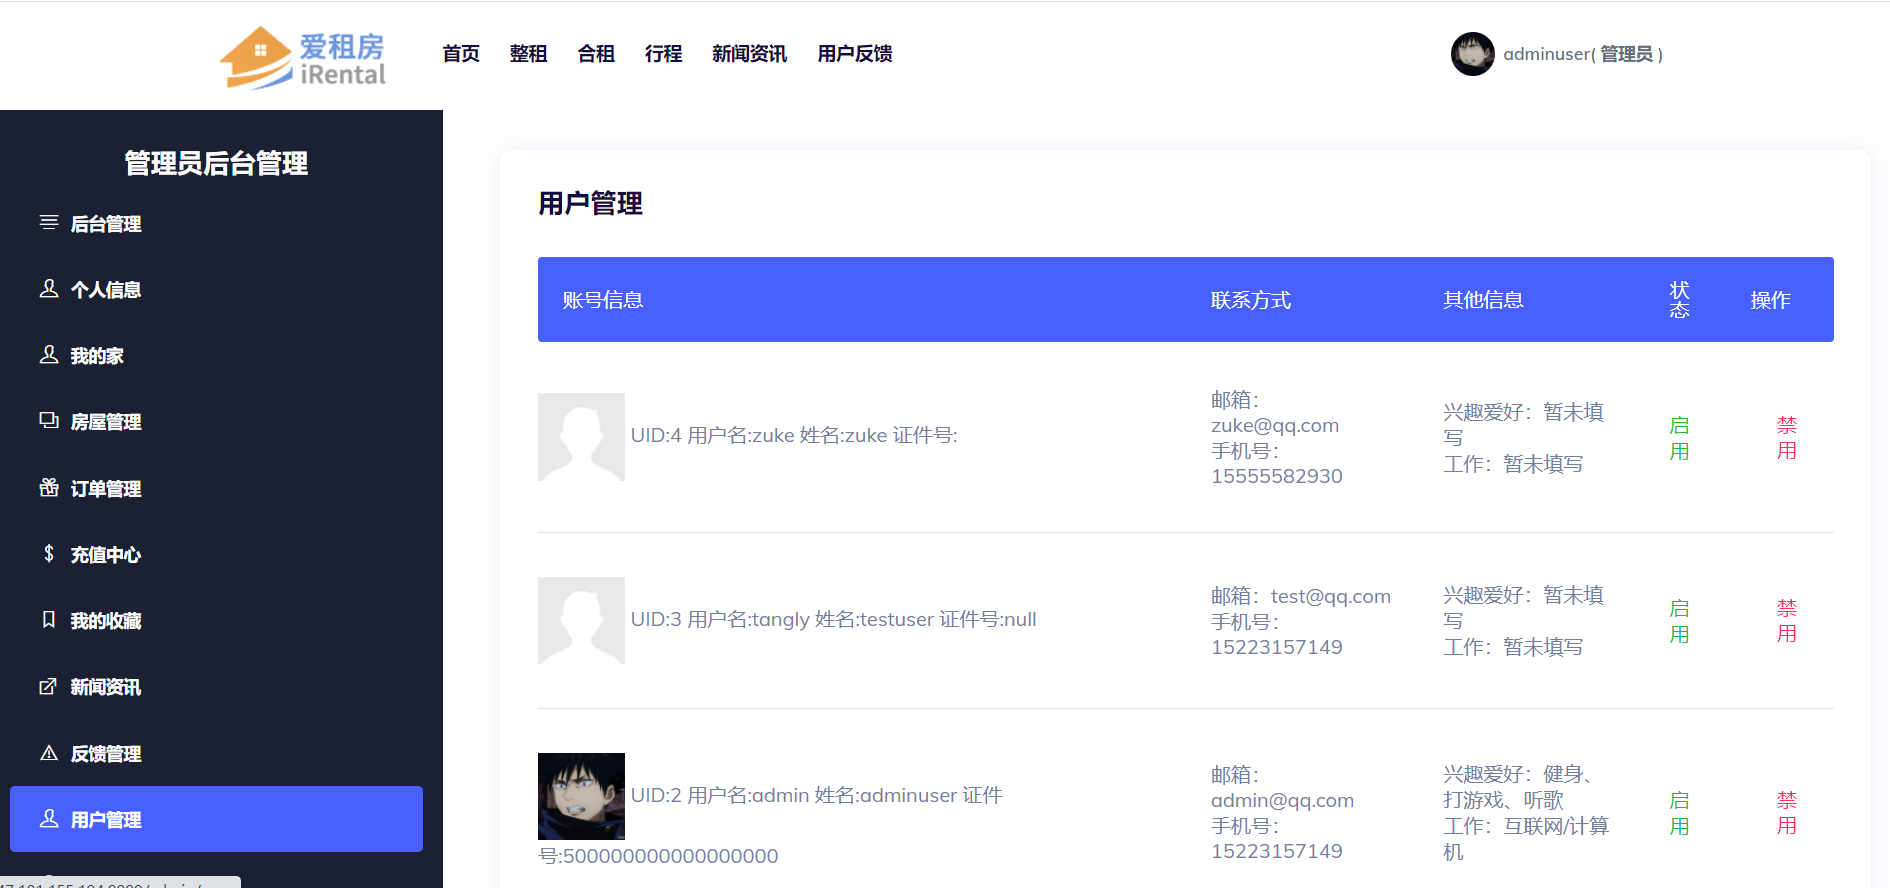 爱租房
iRental
首页 整租 合租 行程 新闻资讯 用户反馈
adminuser( 管理员 )
管理员后台管理
后台管理
个人信息
我的家
房屋管理
订单管理
充值中心
我的收藏
新闻资讯
反馈管理
用户管理
用户管理
账号信息 联系方式 其他信息 状态 操作
UID:4 用户名:zuke 姓名:zuke 证件号:
邮箱：
zuke@qq.com
手机号：
15555582930
兴趣爱好：暂未填
写
工作：暂未填写
启
用
禁
用
UID:3 用户名:tangly 姓名:testuser 证件号:null
邮箱：test@qq.com
手机号：
15223157149
兴趣爱好：暂未填
写
工作：暂未填写
启
用
禁
用
UID:2 用户名:admin 姓名:adminuser 证件
号:500000000000000000
邮箱：
admin@qq.com
手机号：
15223157149
兴趣爱好：健身、
打游戏、听歌
工作：互联网/计算
机
启
用
禁
用